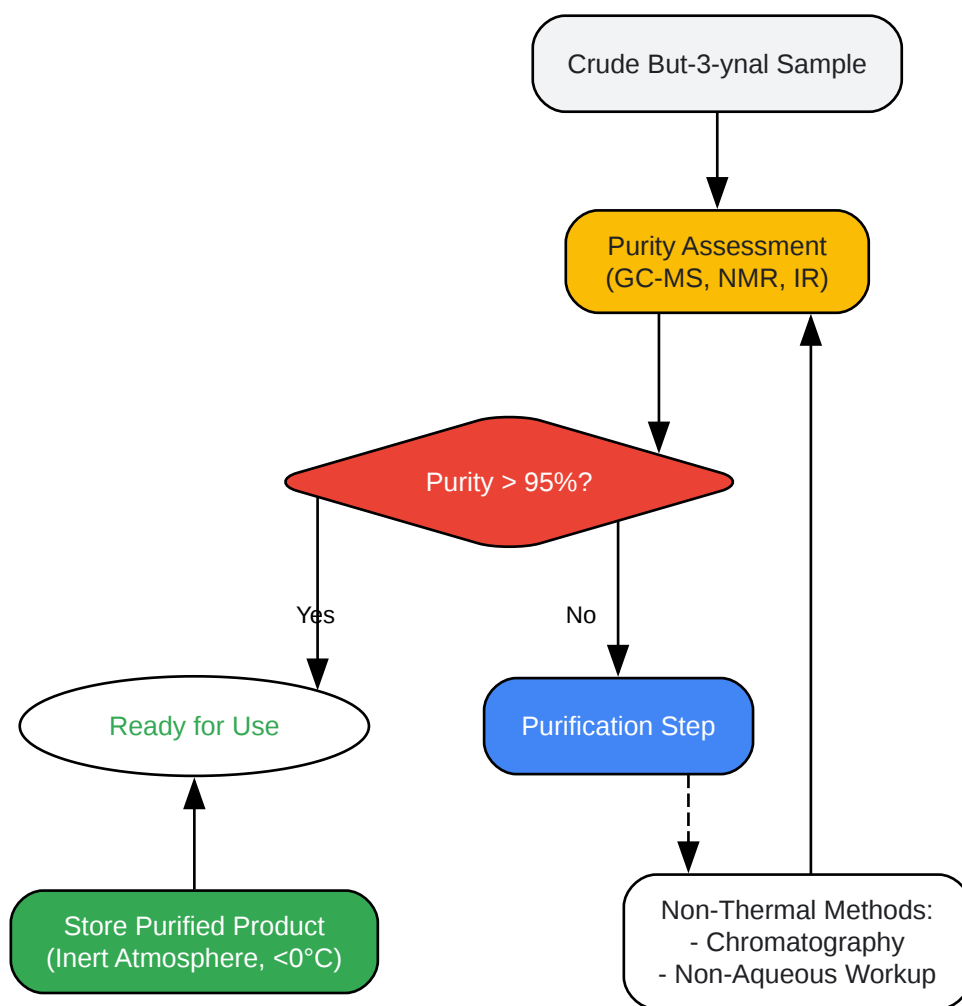 Crude But-3-ynal Sample
Purity Assessment
(GC-MS, NMR, IR)
Purity > 95%?
Yes
No
Ready for Use
Purification Step
Store Purified Product
(Inert Atmosphere, <0°C)
Non-Thermal Methods:
- Chromatography
- Non-Aqueous Workup